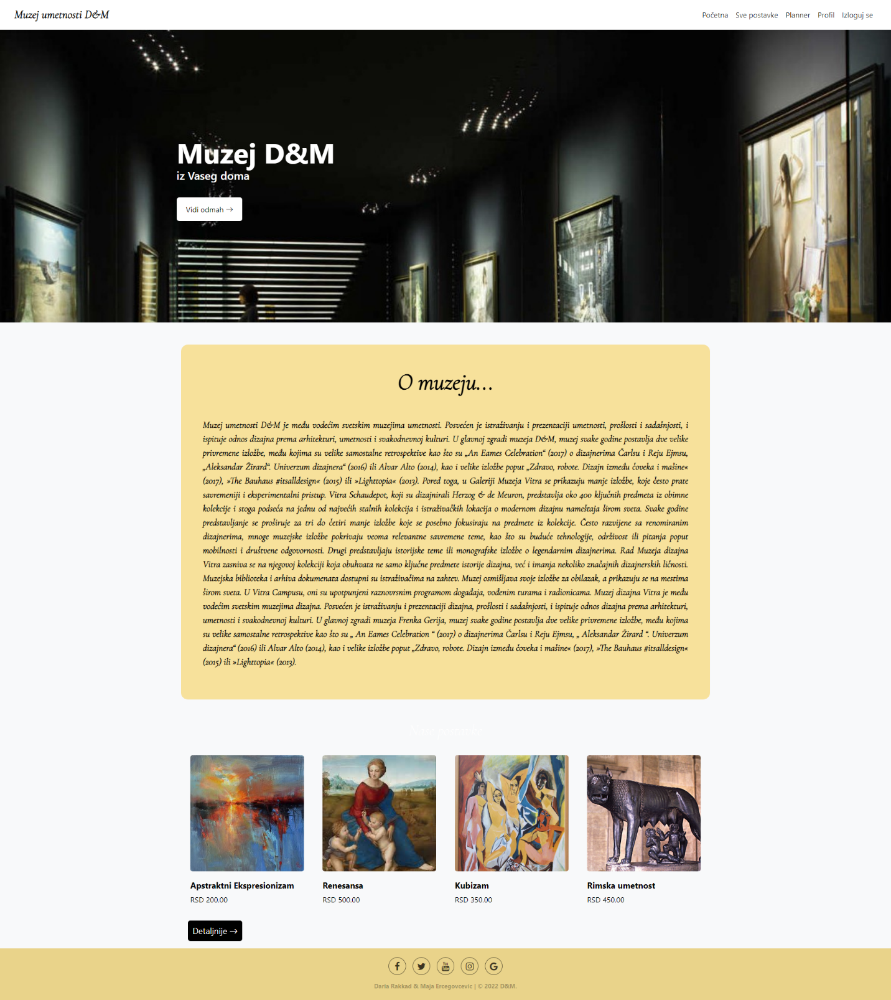 Muzej umetnosti D&M
Početna Sve postavke Planner Profil Izloguj se
Muzej D&M
iz Vaseg doma
Vidi odmah →
O muzeju...
Muzej umetnosti D&M je među vodećim svetskim muzejima umetnosti. Posvećen je istraživanju i prezentaciji umetnosti, prošlosti i sadašnjosti, i
ispituje odnos dizajna prema arhitekturi, umetnosti i svakodnevnoj kulturi. U glavnoj zgradi muzeja D&M, muzej svake godine postavlja dve velike
privremene izložbe, među kojima su velike samostalne retrospektive kao što su „An Eames Celebration“ (2017) o dizajnerima Čarlsu i Reju Ejmsu,
„Aleksandar Žirard“. Univerzum dizajnera“ (2016) ili Alvar Alto (2014), kao i velike izložbe poput „Zdravo, robote. Dizajn između čoveka i mašine«
(2017), »The Bauhaus #itsalldesign« (2015) ili »Lighttopia« (2013). Pored toga, u Galeriji Muzeja Vitra se prikazuju manje izložbe, koje često prate
savremeniji i eksperimentalni pristup. Vitra Schaudepot, koji su dizajnirali Herzog & de Meuron, predstavlja oko 400 ključnih predmeta iz obimne
kolekcije i stoga podseća na jednu od najvećih stalnih kolekcija i istraživačkih lokacija o modernom dizajnu nameštaja širom sveta. Svake godine
predstavljanje se proširuje za tri do četiri manje izložbe koje se posebno fokusiraju na predmete iz kolekcije. Često razvijene sa renomiranim
dizajnerima, mnoge muzejske izložbe pokrivaju veoma relevantne savremene teme, kao što su buduće tehnologije, održivost ili pitanja poput
mobilnosti i društvene odgovornosti. Drugi predstavljaju istorijske teme ili monografske izložbe o legendarnim dizajnerima. Rad Muzeja dizajna
Vitra zasniva se na njegovoj kolekciji koja obuhvata ne samo ključne predmete istorije dizajna, već i imanja nekoliko značajnih dizajnerskih ličnosti.
Muzejska biblioteka i arhiva dokumenata dostupni su istraživačima na zahtev. Muzej osmišljava svoje izložbe za obilazak, a prikazuju se na mestima
širom sveta. U Vitra Campusu, oni su upotpunjeni raznovrsnim programom događaja, vođenim turama i radionicama. Muzej dizajna Vitra je među
vodećim svetskim muzejima dizajna. Posvećen je istraživanju i prezentaciji dizajna, prošlosti i sadašnjosti, i ispituje odnos dizajna prema arhitekturi,
umetnosti i svakodnevnoj kulturi. U glavnoj zgradi muzeja Frenka Gerija, muzej svake godine postavlja dve velike privremene izložbe, među kojima
su velike samostalne retrospektive kao što su „ An Eames Celebration “ (2017) o dizajnerima Čarlsu i Reju Ejmsu, „ Aleksandar Žirard “. Univerzum
dizajnera“ (2016) ili Alvar Alto (2014), kao i velike izložbe poput „Zdravo, robote. Dizajn između čoveka i mašine« (2017), »The Bauhaus #itsalldesign«
(2015) ili »Lighttopia« (2013).
Apstraktni Ekspresionizam
RSD 200.00
Renesansa
RSD 500.00
Kubizam
RSD 350.00
Rimska umetnost
RSD 450.00
Detaljnije →
Daria Rakkad & Maja Ercegovcevic | © 2022 D&M.